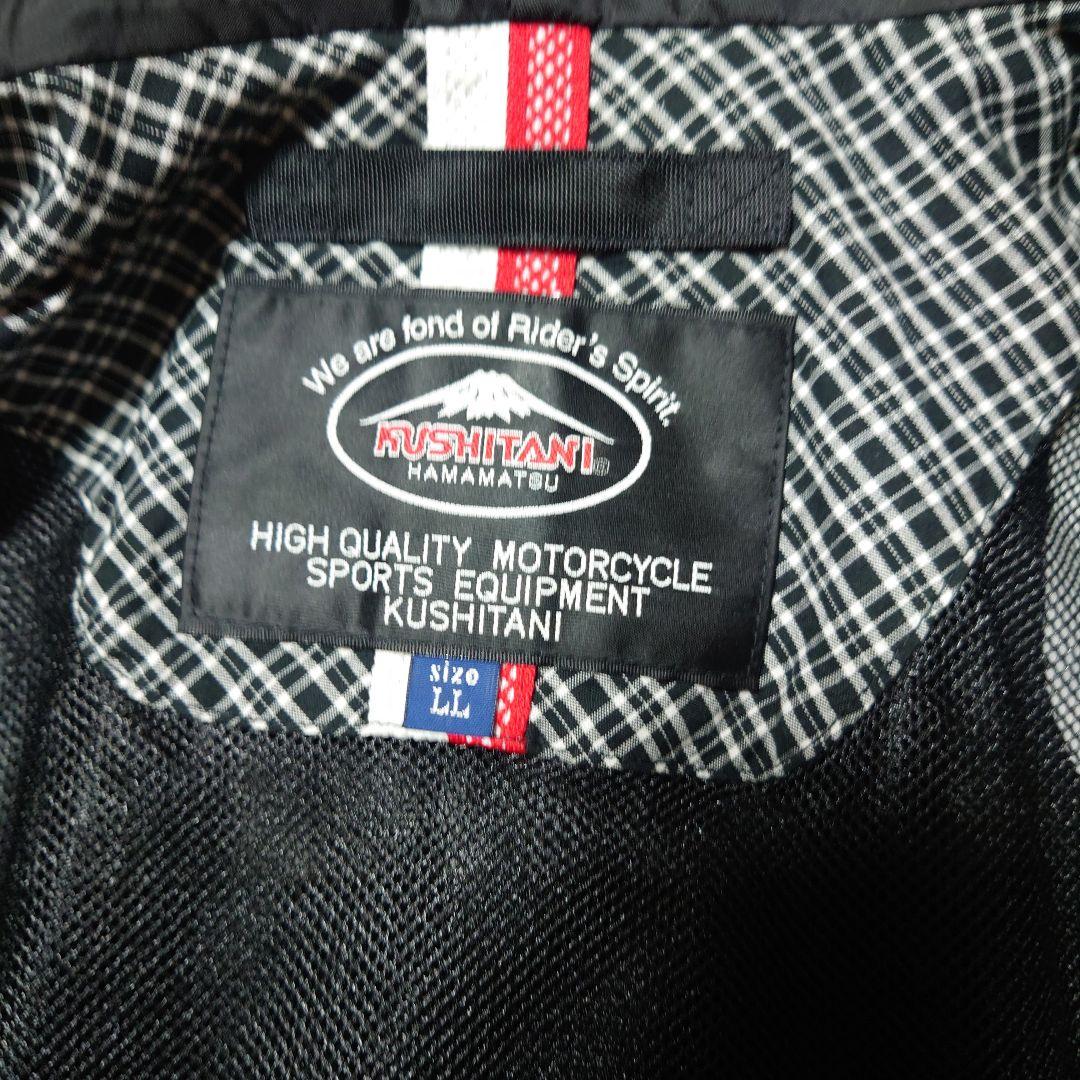 We are fond of Rider's Spirit.
KUSHITANI®
HAMAMATSU
HIGH QUALITY MOTORCYCLE
SPORTS EQUIPMENT
KUSHITANI
size
LL